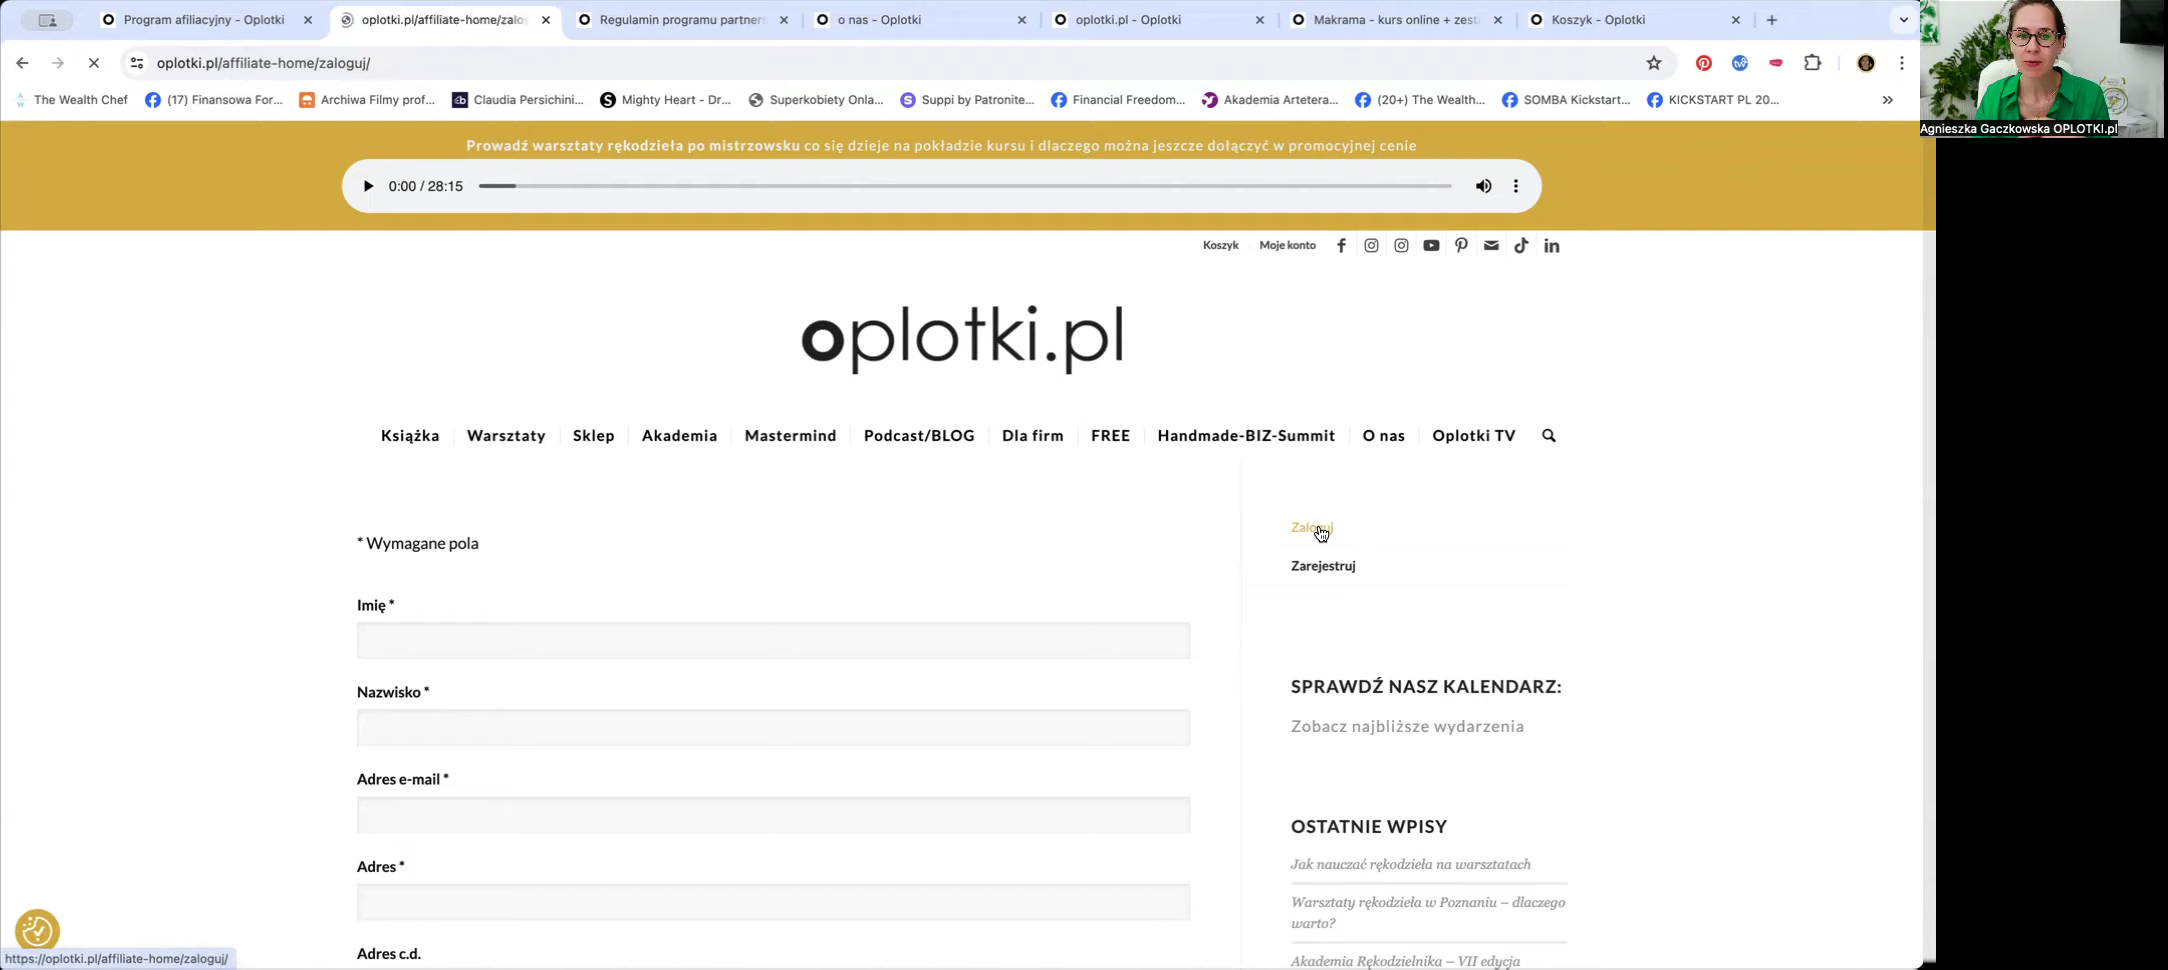 Program afiliacyjny - Oplotki
oplotki.pl/affiliate-home/zalo
Regulamin programu partner
o nas - Oplotki
oplotki.pl - Oplotki
Makrama - kurs online + zest
Koszyk - Oplotki
oplotki.pl/affiliate-home/zaloguj/
The Wealth Chef
(17) Finansowa For...
Archiwa Filmy prof...
Claudia Persichini...
Mighty Heart - Dr...
Superkobiety Onla...
Suppi by Patronite...
Financial Freedom...
Akademia Artetera...
(20+) The Wealth...
SOMBA Kickstart...
KICKSTART PL 20...
Agnieszka Gaczkowska OPLOTKI.pl
Prowadź warsztaty rękodzieła po mistrzowsku co się dzieje na pokładzie kursu i dlaczego można jeszcze dołączyć w promocyjnej cenie
0:00 / 28:15
Koszyk
Moje konto
oplotki.pl
Książka
Warsztaty
Sklep
Akademia
Mastermind
Podcast/BLOG
Dla firm
FREE
Handmade-BIZ-Summit
O nas
Oplotki TV
* Wymagane pola
Imię *
Nazwisko *
Adres e-mail *
Adres *
Adres c.d.
Zaloguj
Zarejestruj
SPRAWDŹ NASZ KALENDARZ:
Zobacz najbliższe wydarzenia
OSTATNIE WPISY
Jak nauczać rękodzieła na warsztatach
Warsztaty rękodzieła w Poznaniu – dlaczego
warto?
Akademia Rękodzielnika – VII edycja
https://oplotki.pl/affiliate-home/zaloguj/